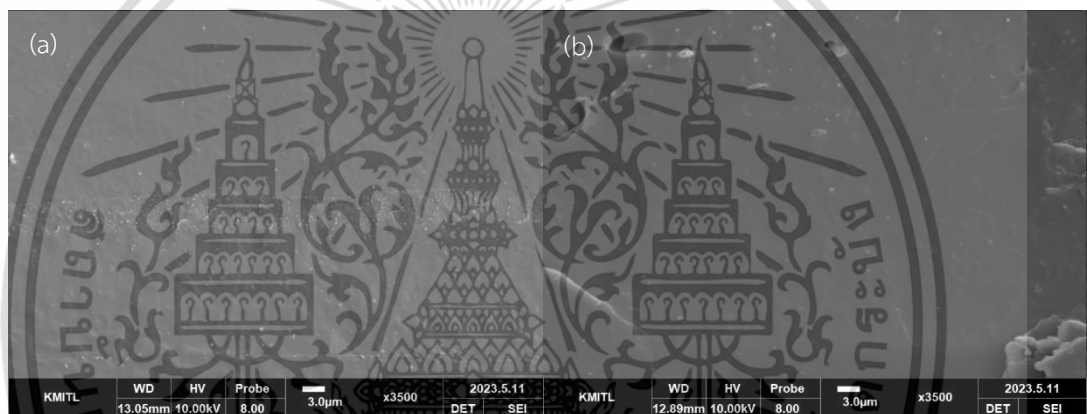 (a)
KMITL
WD
13.05mm
HV
10.00kV
Probe
8.00
3.0µm
x3500
2023.5.11
DET
SEI
(b)
KMITL
WD
12.89mm
HV
10.00kV
Probe
8.00
3.0µm
x3500
2023.5.11
DET
SEI